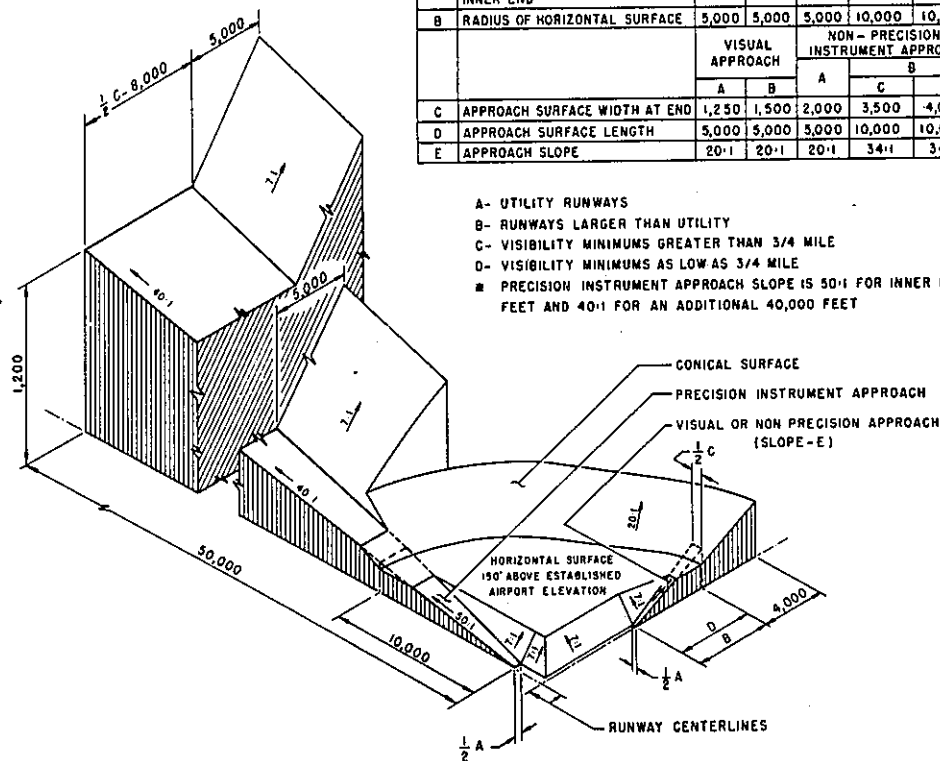 INNER END
B RADIUS OF HORIZONTAL SURFACE 5,000 5,000 5,000 10,000 10,
VISUAL APPROACH
NON-PRECISION INSTRUMENT APPRO
A B A B
C
C APPROACH SURFACE WIDTH AT END 1,250 1,500 2,000 3,500
D APPROACH SURFACE LENGTH 5,000 5,000 5,000 10,000 10,
E APPROACH SLOPE 20:1 20:1 20:1 34:1 3
A- UTILITY RUNWAYS
B- RUNWAYS LARGER THAN UTILITY
C- VISIBILITY MINIMUMS GREATER THAN 3/4 MILE
D- VISIBILITY MINIMUMS AS LOW AS 3/4 MILE
* PRECISION INSTRUMENT APPROACH SLOPE IS 50:1 FOR INNER
FEET AND 40:1 FOR AN ADDITIONAL 40,000 FEET
5,000
1/2 C-8,000
7:1
40:1
5,000
1,200
7:1
40:1
CONICAL SURFACE
PRECISION INSTRUMENT APPROACH
VISUAL OR NON PRECISION APPROACH
(SLOPE-E)
1/2 C
20:1
HORIZONTAL SURFACE
150' ABOVE ESTABLISHED
AIRPORT ELEVATION
50,000
50:1
10,000
7:1
7:1
7:1
7:1
D
B
4,000
1/2 A
1/2 A
RUNWAY CENTERLINES